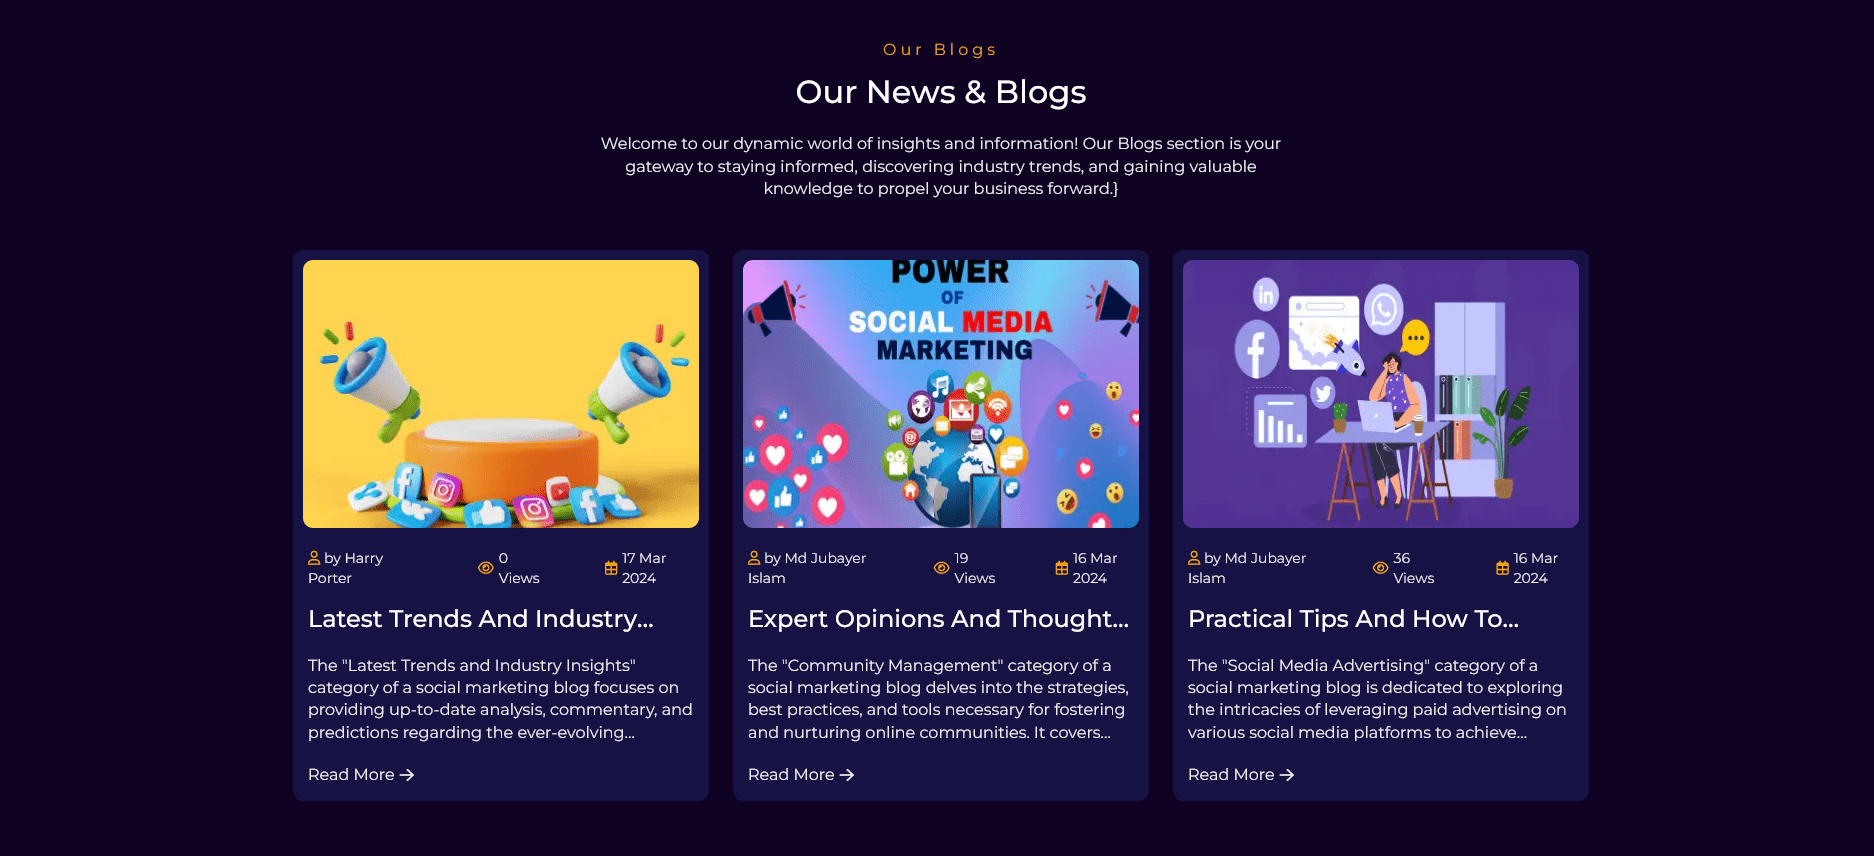 Our Blogs
Our News & Blogs
Welcome to our dynamic world of insights and information! Our Blogs section is your
gateway to staying informed, discovering industry trends, and gaining valuable
knowledge to propel your business forward.}
POWER
OF
SOCIAL MEDIA
MARKETING
by Harry
Porter
0
Views
17 Mar
2024
Latest Trends And Industry...
The "Latest Trends and Industry Insights"
category of a social marketing blog focuses on
providing up-to-date analysis, commentary, and
predictions regarding the ever-evolving...
Read More
by Md Jubayer
Islam
19
Views
16 Mar
2024
Expert Opinions And Thought...
The "Community Management" category of a
social marketing blog delves into the strategies,
best practices, and tools necessary for fostering
and nurturing online communities. It covers...
Read More
by Md Jubayer
Islam
36
Views
16 Mar
2024
Practical Tips And How To...
The "Social Media Advertising" category of a
social marketing blog is dedicated to exploring
the intricacies of leveraging paid advertising on
various social media platforms to achieve...
Read More